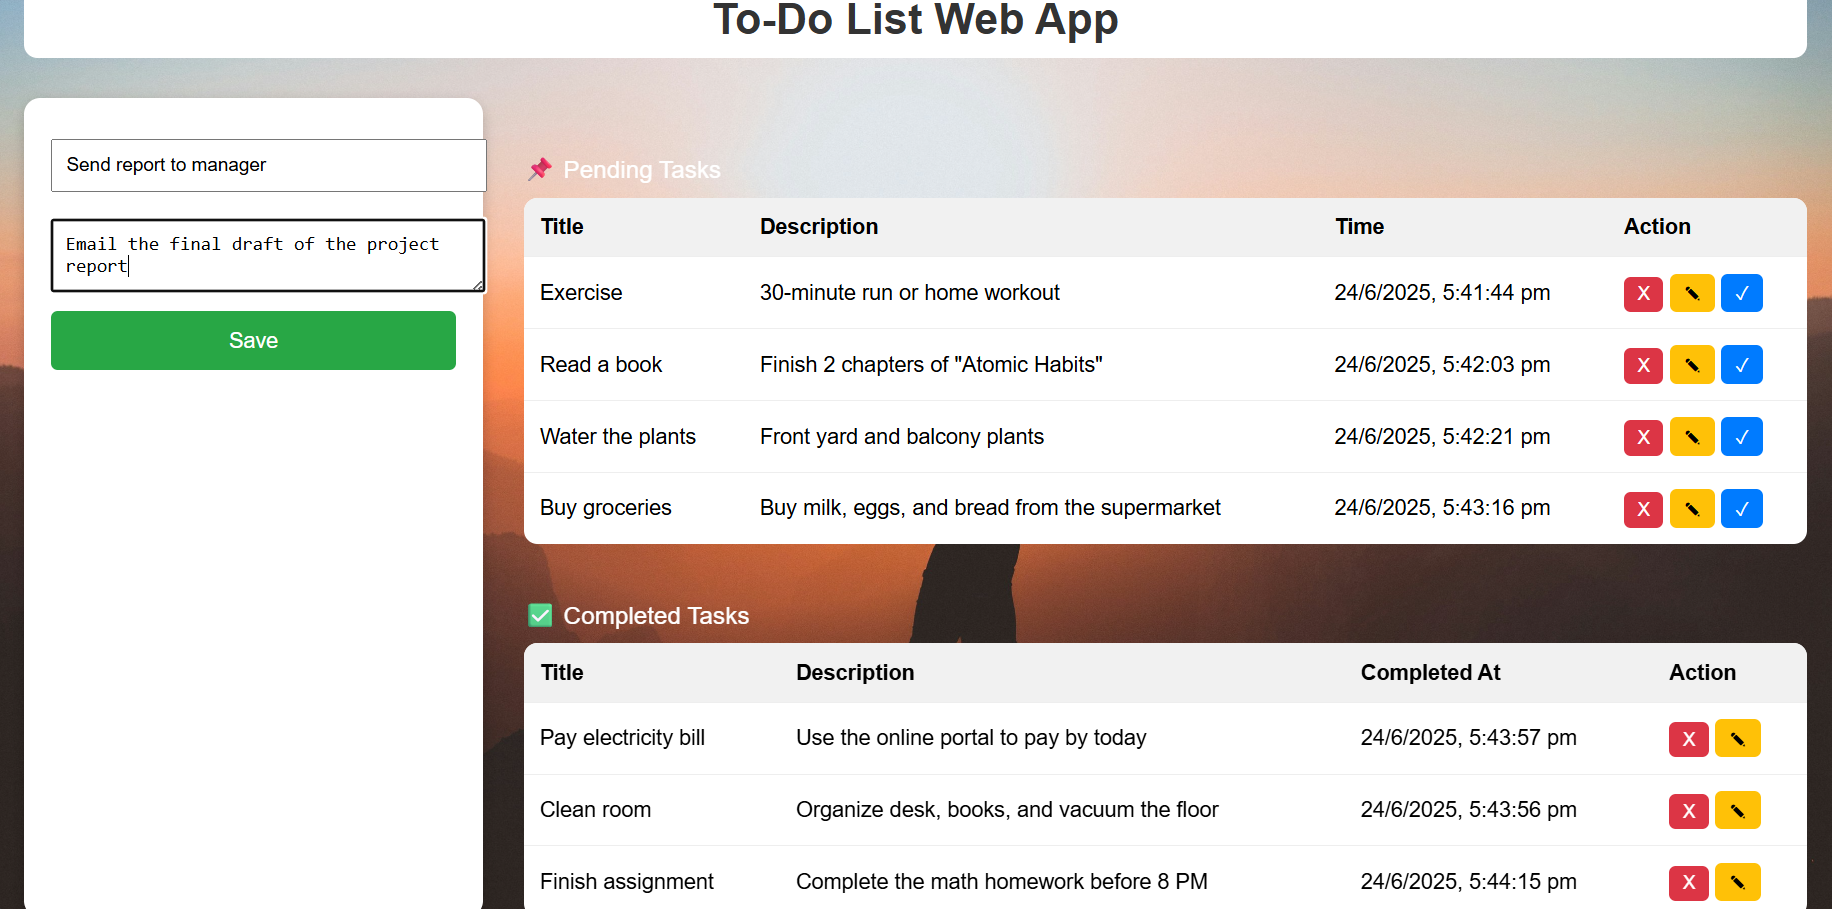 To-Do List Web App
Send report to manager
Email the final draft of the project
report
Save
📌 Pending Tasks
Title Description Time Action
Exercise 30-minute run or home workout 24/6/2025, 5:41:44 pm X ✓
Read a book Finish 2 chapters of "Atomic Habits" 24/6/2025, 5:42:03 pm X ✓
Water the plants Front yard and balcony plants 24/6/2025, 5:42:21 pm X ✓
Buy groceries Buy milk, eggs, and bread from the supermarket 24/6/2025, 5:43:16 pm X ✓
✅ Completed Tasks
Title Description Completed At Action
Pay electricity bill Use the online portal to pay by today 24/6/2025, 5:43:57 pm X
Clean room Organize desk, books, and vacuum the floor 24/6/2025, 5:43:56 pm X
Finish assignment Complete the math homework before 8 PM 24/6/2025, 5:44:15 pm X